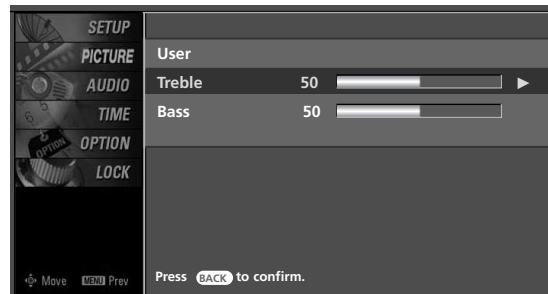 SETUP
PICTURE
AUDIO
TIME
OPTION
LOCK
Move MENU Prev
User
Treble 50
Bass 50
Press BACK to confirm.